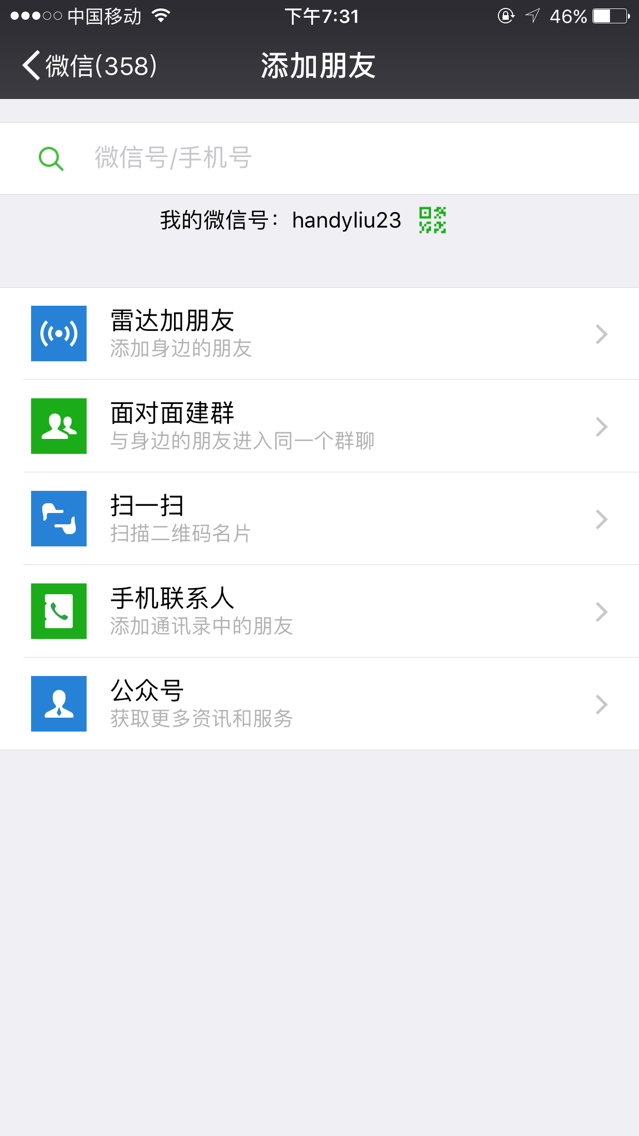 中国移动 下午7:31 46%
微信(358) 添加朋友
微信号/手机号
我的微信号：handyliu23
雷达加朋友
添加身边的朋友
面对面建群
与身边的朋友进入同一个群聊
扫一扫
扫描二维码名片
手机联系人
添加通讯录中的朋友
公众号
获取更多资讯和服务